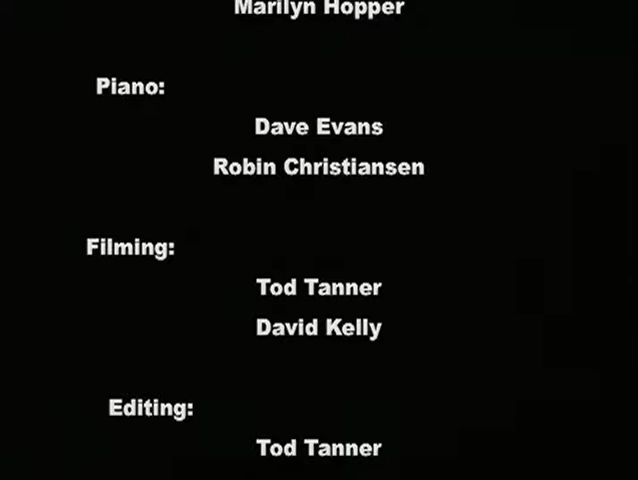 Marilyn Hopper
Piano:
Dave Evans
Robin Christiansen
Filming:
Tod Tanner
David Kelly
Editing:
Tod Tanner